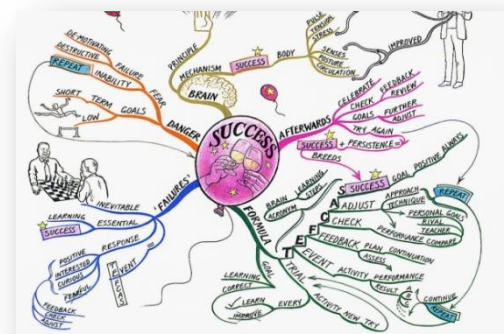 SUCCESS
PRINCIPLE
MECHANISM
BRAIN
SUCCESS
BODY
PULSE
TENSION
STRESS
SENSES
POSTURE
CIRCULATION
IMPROVED
AFTERWARDS
CELEBRATE
CHECK
FEEDBACK
REVIEW
GOALS
FURTHER
ADJUST
TRY AGAIN
SUCCESS + PERSISTENCE =
BREEDS
SUCCESS
FORMULA
BRAIN
LEARNING
ACRONYM
STEPS
S
GOAL
POSITIVE
ALWAYS
A
ADJUST
APPROACH
TECHNIQUE
REPEAT
C
CHECK
PERSONAL GOALS
RIVAL
TEACHER
PERFORMANCE
COMPARE
F
FEEDBACK
PLAN
CONTINUATION
ASSESS
E
EVENT
ACTIVITY
PERFORMANCE
RESULT
A
B
C
CONTINUE
REPEAT
T
TRIAL
ACTIVITY
NEW TRY
GOAL
LEARNING
CORRECT
EVERY
LEARN
IMPROVE
'FAILURES'
INEVITABLE
ESSENTIAL
LEARNING
SUCCESS
RESPONSE
POSITIVE
INTERESTED
CURIOUS
FEARFUL
FEEDBACK
CHECK
ADJUST
= EVENT
TEFCAS
DANGER
FEAR
FAILURE
DE-MOTIVATING
DESTRUCTIVE
INABILITY
REPEAT
GOALS
TERM
SHORT
LOW